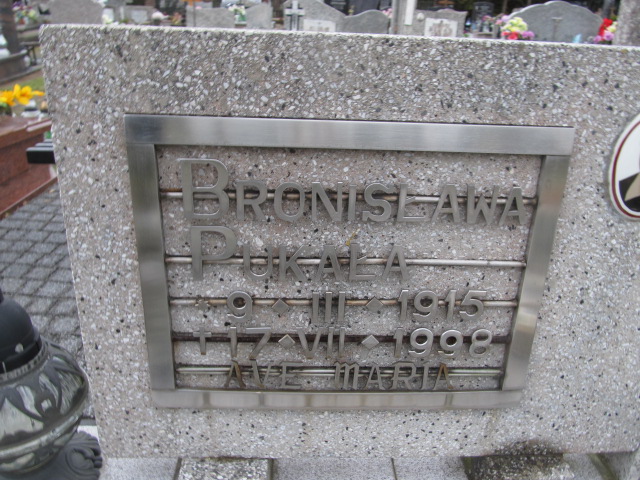 BRONISŁAWA
PUKAŁA
* 9 ⬥ III ⬥ 1915
† 17 ⬥ VII ⬥ 1998
AVE MARIA